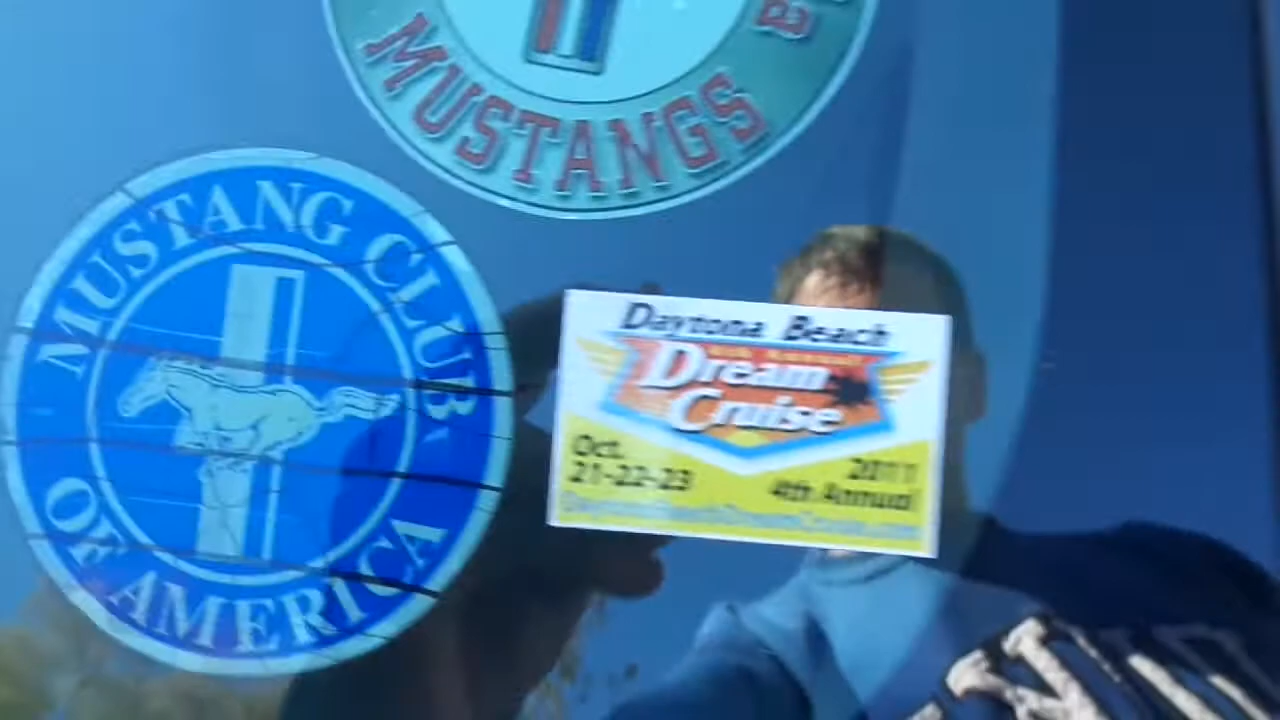 MUSTANGS
MUSTANG CLUB
OF AMERICA
Daytona Beach
Dream
Cruise
Oct.
21-22-23
2011
4th Annual